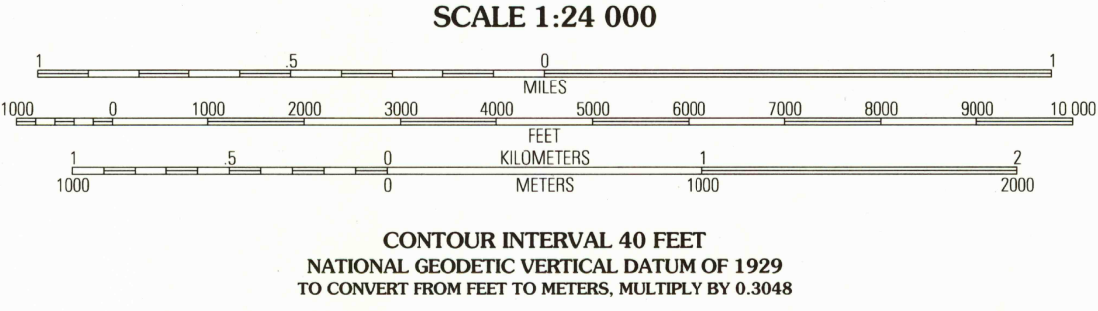 SCALE 1:24 000
1 .5 0 1
MILES
1000 0 1000 2000 3000 4000 5000 6000 7000 8000 9000 10 000
FEET
1 .5 0 KILOMETERS 1 2
1000 0 METERS 1000 2000
CONTOUR INTERVAL 40 FEET
NATIONAL GEODETIC VERTICAL DATUM OF 1929
TO CONVERT FROM FEET TO METERS, MULTIPLY BY 0.3048